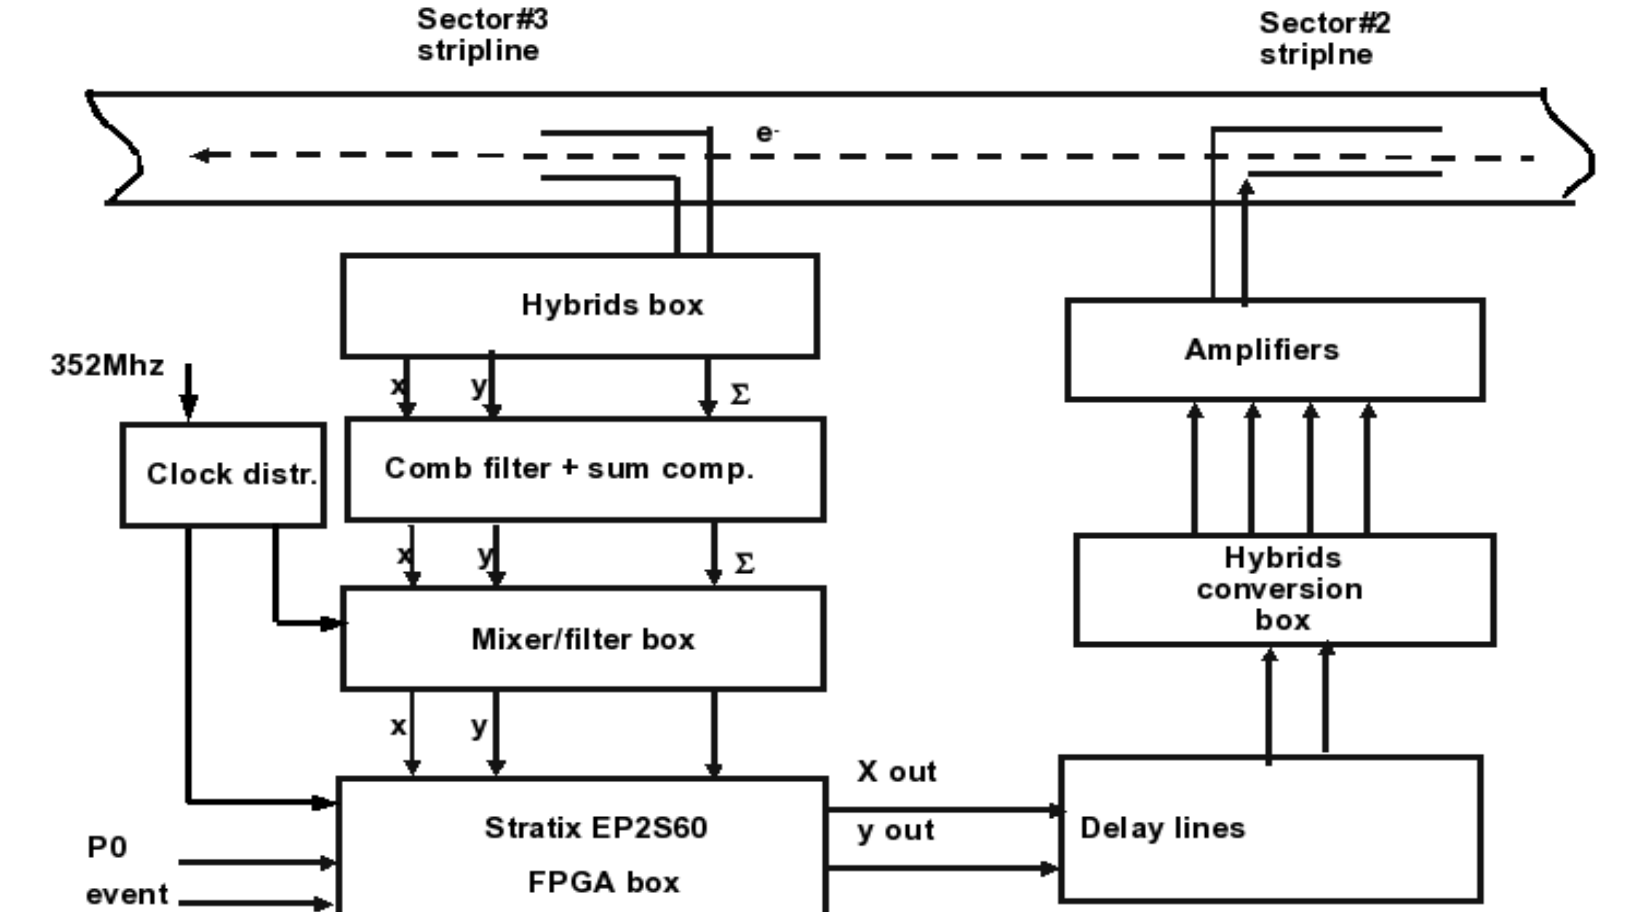 Sector#3
stripline
Sector#2
striplne
e-
Hybrids box
352Mhz
x
y
Σ
Amplifiers
Clock distr.
Comb filter + sum comp.
x
y
Σ
Hybrids
conversion
box
Mixer/filter box
x
y
X out
Stratix EP2S60
y out
Delay lines
P0
FPGA box
event